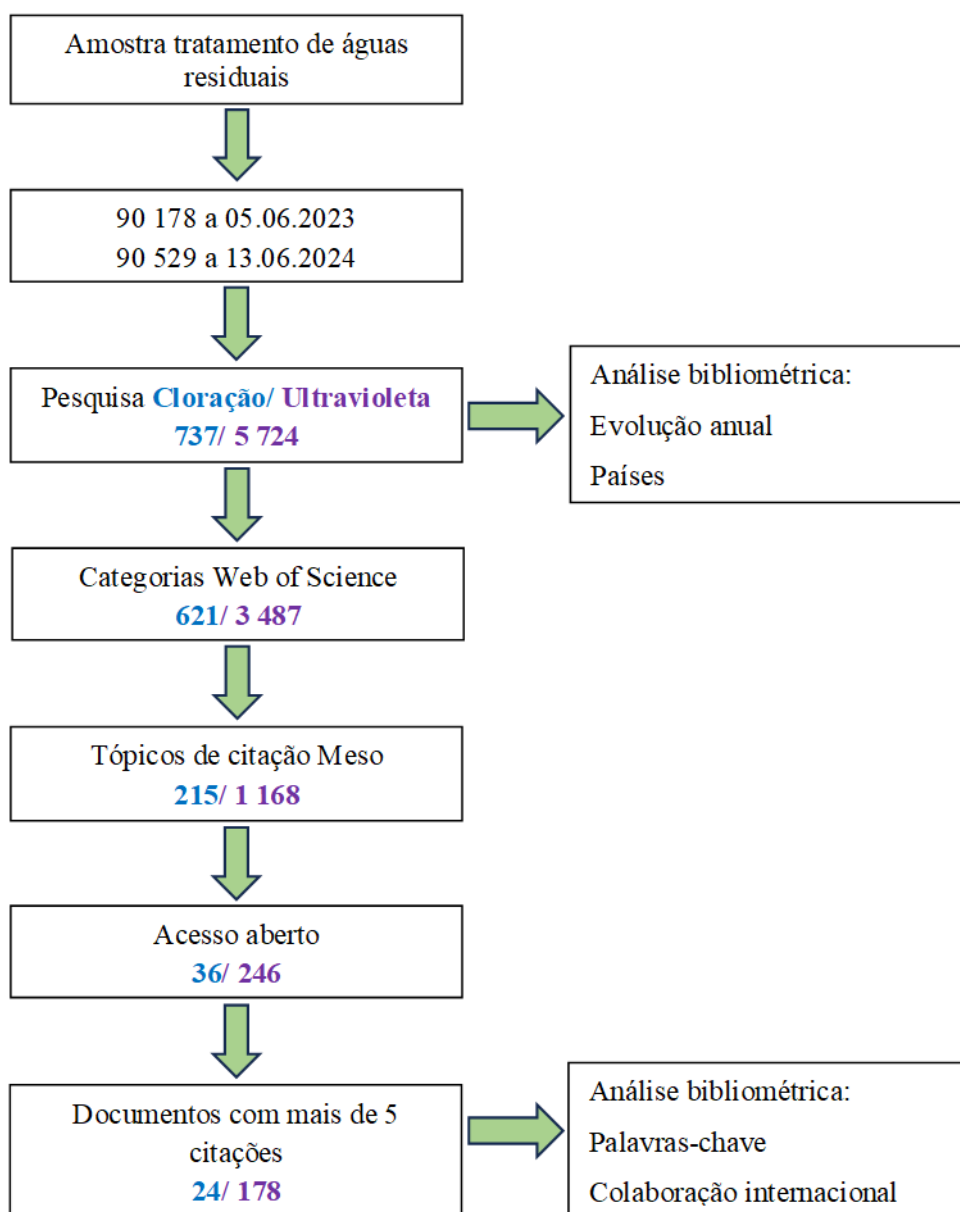 Amostra tratamento de águas
residuais
90 178 a 05.06.2023
90 529 a 13.06.2024
Pesquisa Cloração/ Ultravioleta
737/ 5 724
Análise bibliométrica:
Evolução anual
Países
Categorias Web of Science
621/ 3 487
Tópicos de citação Meso
215/ 1 168
Acesso aberto
36/ 246
Documentos com mais de 5
citações
24/ 178
Análise bibliométrica:
Palavras-chave
Colaboração internacional